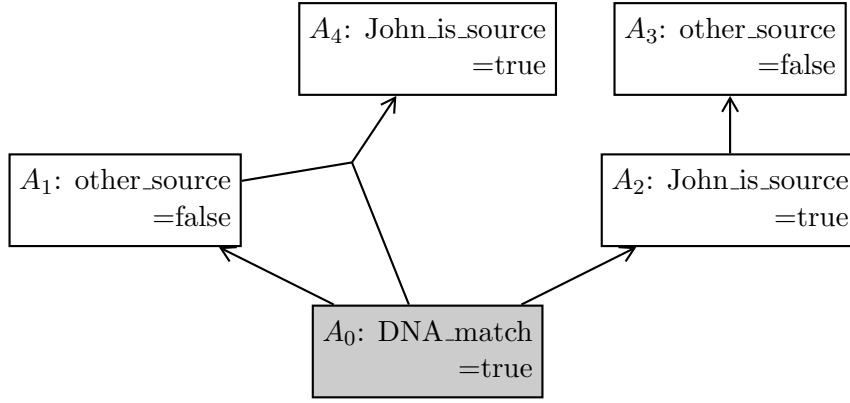 A₄: John_is_source
=true
A₃: other_source
=false
A₁: other_source
=false
A₂: John_is_source
=true
A₀: DNA_match
=true